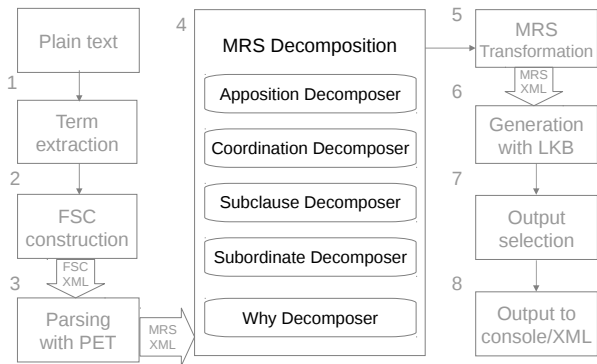 Plain text
1
Term
extraction
2
FSC
construction
FSC
XML
3
Parsing
with PET
MRS
XML
4
MRS Decomposition
Apposition Decomposer
Coordination Decomposer
Subclause Decomposer
Subordinate Decomposer
Why Decomposer
5
MRS
Transformation
MRS
XML
6
Generation
with LKB
7
Output
selection
8
Output to
console/XML